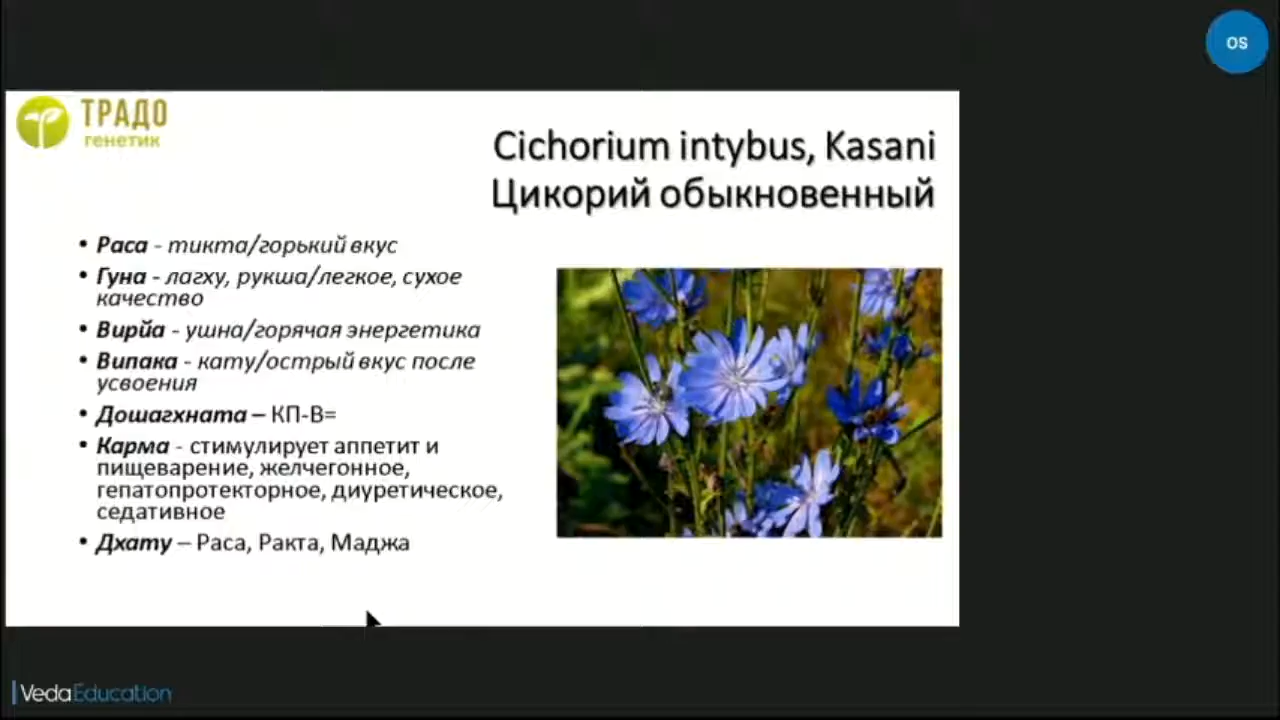 OS
ТРАДО
генетик
Cichorium intybus, Kasani
Цикорий обыкновенный
• Раса - тикта/горький вкус
• Гуна - лагху, рукша/легкое, сухое
качество
• Вирйа - ушна/горячая энергетика
• Випака - кату/острый вкус после
усвоения
• Дошагхната – КП-В=
• Карма - стимулирует аппетит и
пищеварение, желчегонное,
гепатопротекторное, диуретическое,
седативное
• Дхату – Раса, Ракта, Маджа
VedaEducation